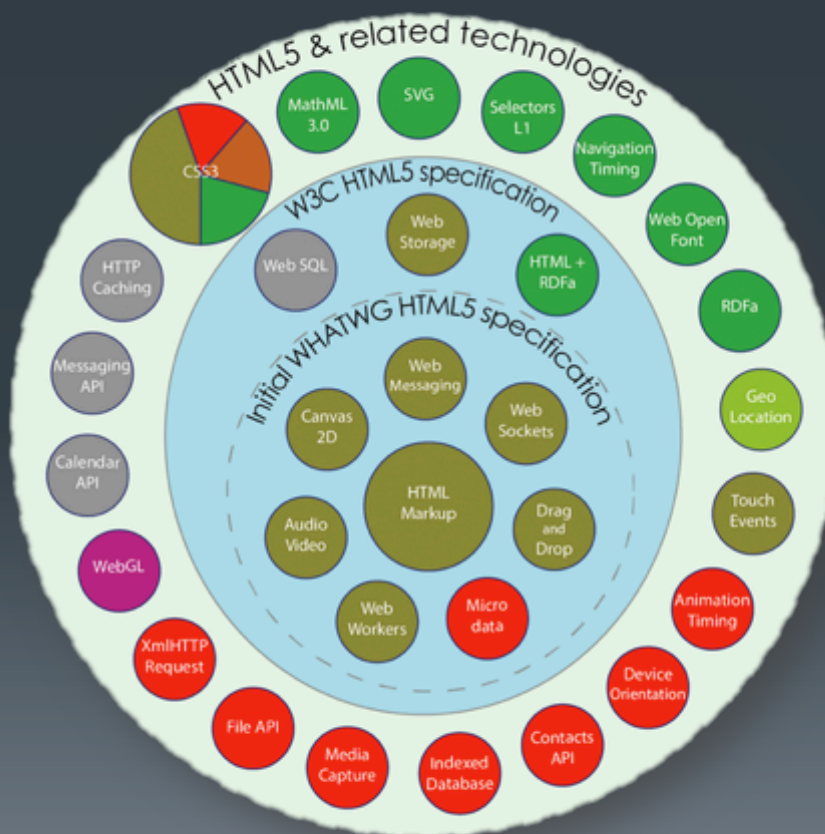 HTML5 & related technologies
MathML
3.0
SVG
Selectors
L1
Navigation
Timing
Web Open
Font
RDFa
Geo
Location
Touch
Events
Animation
Timing
Device
Orientation
Contacts
API
Indexed
Database
Media
Capture
File API
XmlHTTP
Request
WebGL
Calendar
API
Messaging
API
HTTP
Caching
CSS3
W3C HTML5 specification
Web SQL
Web
Storage
HTML +
RDFa
Initial WHATWG HTML5 specification
Web
Messaging
Canvas
2D
Web
Sockets
HTML
Markup
Audio
Video
Drag
and
Drop
Web
Workers
Micro
data